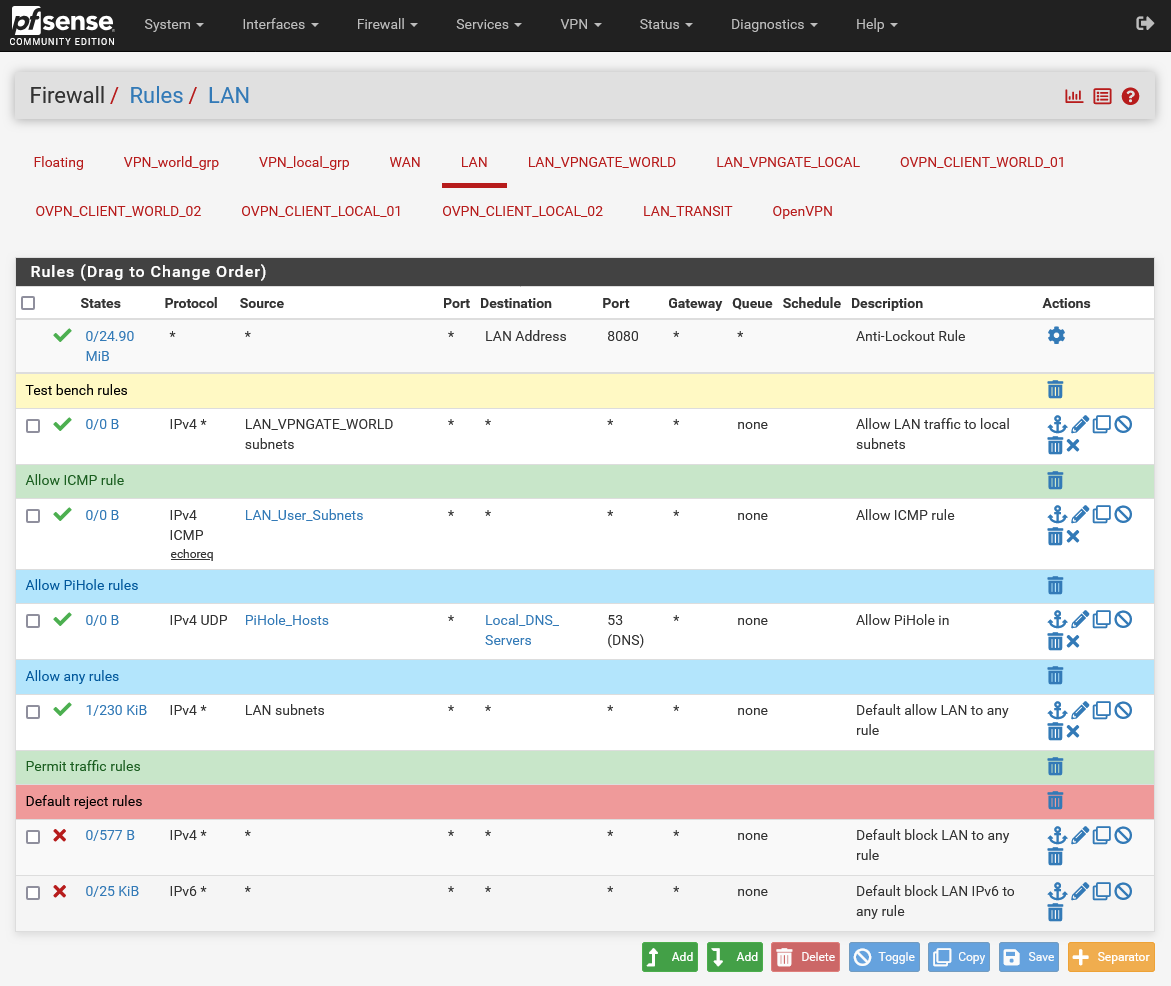 pfsense
COMMUNITY EDITION
System Interfaces Firewall Services VPN Status Diagnostics Help
Firewall / Rules / LAN
Floating VPN_world_grp VPN_local_grp WAN LAN LAN_VPNGATE_WORLD LAN_VPNGATE_LOCAL OVPN_CLIENT_WORLD_01
OVPN_CLIENT_WORLD_02 OVPN_CLIENT_LOCAL_01 OVPN_CLIENT_LOCAL_02 LAN_TRANSIT OpenVPN
Rules (Drag to Change Order)
States Protocol Source Port Destination Port Gateway Queue Schedule Description Actions
0/24.90 * * * LAN Address 8080 * * Anti-Lockout Rule
MiB
Test bench rules
0/0 B IPv4 * LAN_VPNGATE_WORLD * * * * none Allow LAN traffic to local
subnets subnets
Allow ICMP rule
0/0 B IPv4 LAN_User_Subnets * * * * none Allow ICMP rule
ICMP
echoreq
Allow PiHole rules
0/0 B IPv4 UDP PiHole_Hosts * Local_DNS_ 53 * none Allow PiHole in
Servers (DNS)
Allow any rules
1/230 KiB IPv4 * LAN subnets * * * * none Default allow LAN to any
rule
Permit traffic rules
Default reject rules
0/577 B IPv4 * * * * * * none Default block LAN to any
rule
0/25 KiB IPv6 * * * * * * none Default block LAN IPv6 to
any rule
Add Add Delete Toggle Copy Save Separator